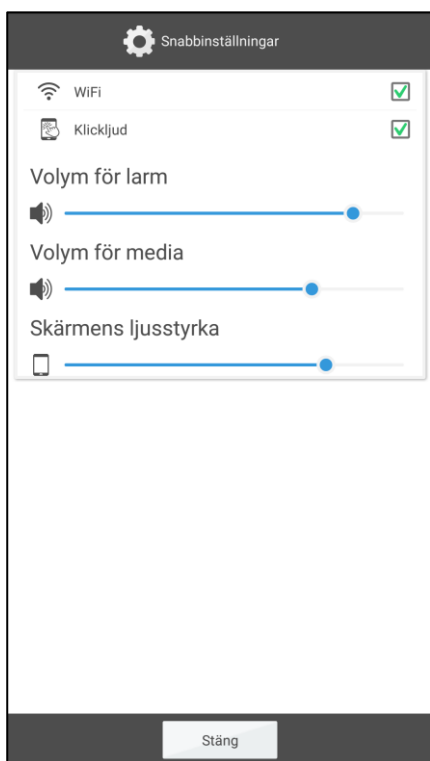 Snabbinställningar
WiFi
Klickljud
Volym för larm
Volym för media
Skärmens ljusstyrka
Stäng